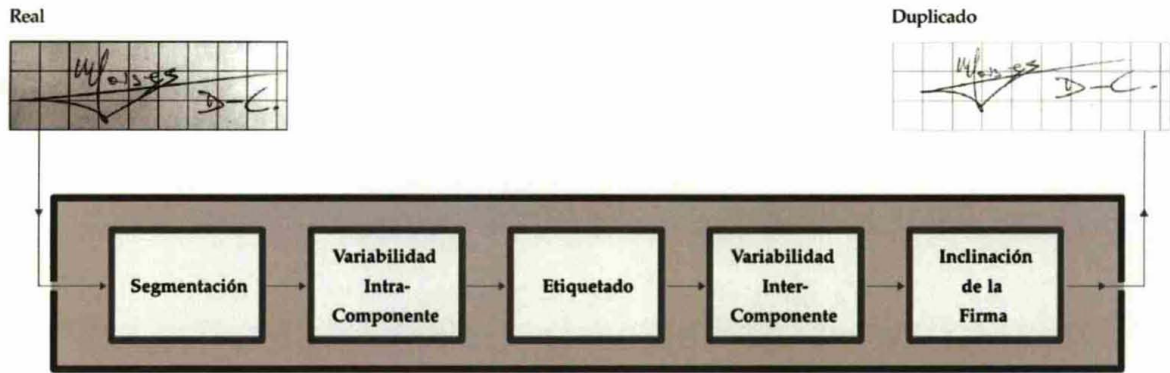 Real
Duplicado
D-C.
D-C.
Segmentación
Variabilidad
Intra-
Componente
Etiquetado
Variabilidad
Inter-
Componente
Inclinación
de la
Firma